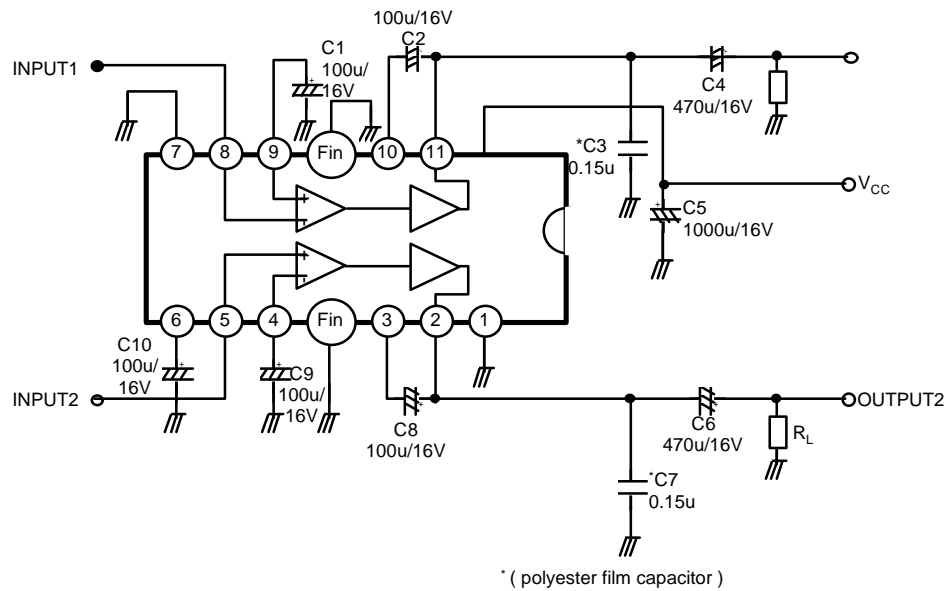 100u/16V
C2
C1
100u/
16V
INPUT1
C4
470u/16V
7
8
9
Fin
10
11
*C3
0.15u
VCC
C5
1000u/16V
6
5
4
Fin
3
2
1
C10
100u/
16V
C9
100u/
16V
INPUT2
C8
100u/16V
C6
470u/16V
OUTPUT2
RL
*C7
0.15u
* ( polyester film capacitor )